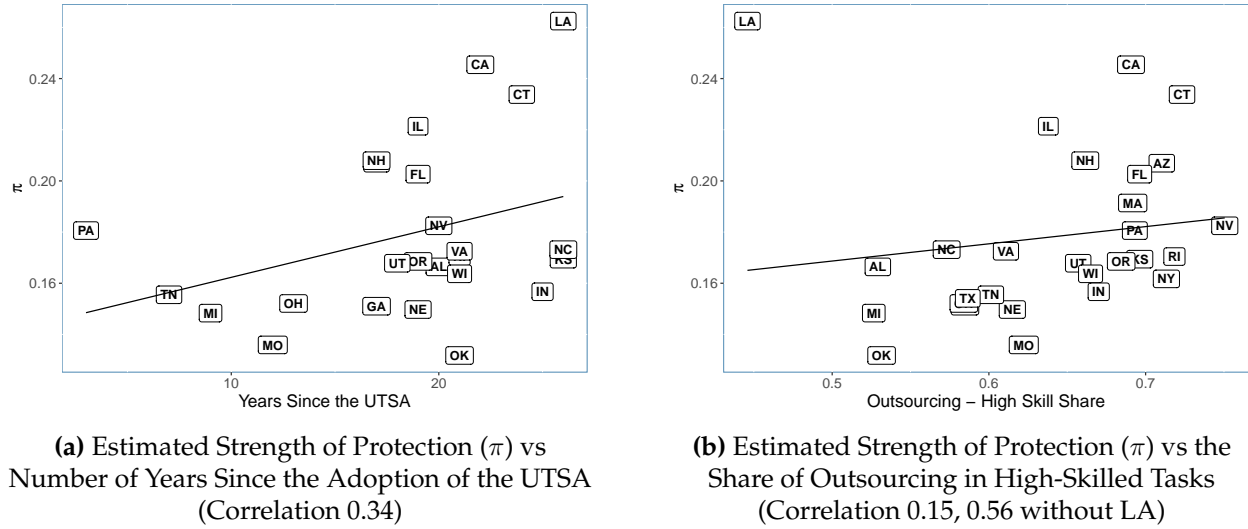 LA
CA
CT
IL
NH
FL
PA
NV
NC
VA
UT
OR
AL
KS
WI
IN
TN
OH
MI
GA
NE
MO
OK
0.24
0.20
0.16
π
10
20
Years Since the UTSA
LA
CA
CT
IL
NH
AZ
FL
MA
PA
NV
NC
VA
AL
UT
OR
KS
RI
WI
NY
IN
TX
TN
NE
MI
MO
OK
0.24
0.20
0.16
π
0.5
0.6
0.7
Outsourcing − High Skill Share
(a) Estimated Strength of Protection (π) vs
Number of Years Since the Adoption of the UTSA
(Correlation 0.34)
(b) Estimated Strength of Protection (π) vs the
Share of Outsourcing in High-Skilled Tasks
(Correlation 0.15, 0.56 without LA)